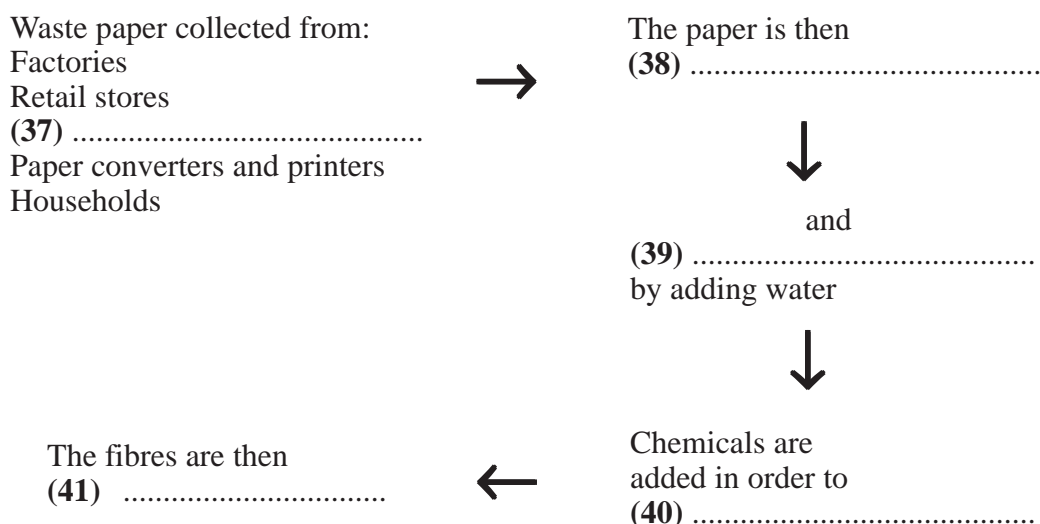 Waste paper collected from:
Factories
Retail stores
(37) ............................................
Paper converters and printers
Households
The paper is then
(38) ............................................
and
(39) ...........................................
by adding water
Chemicals are
added in order to
(40) ...........................................
The fibres are then
(41) .................................